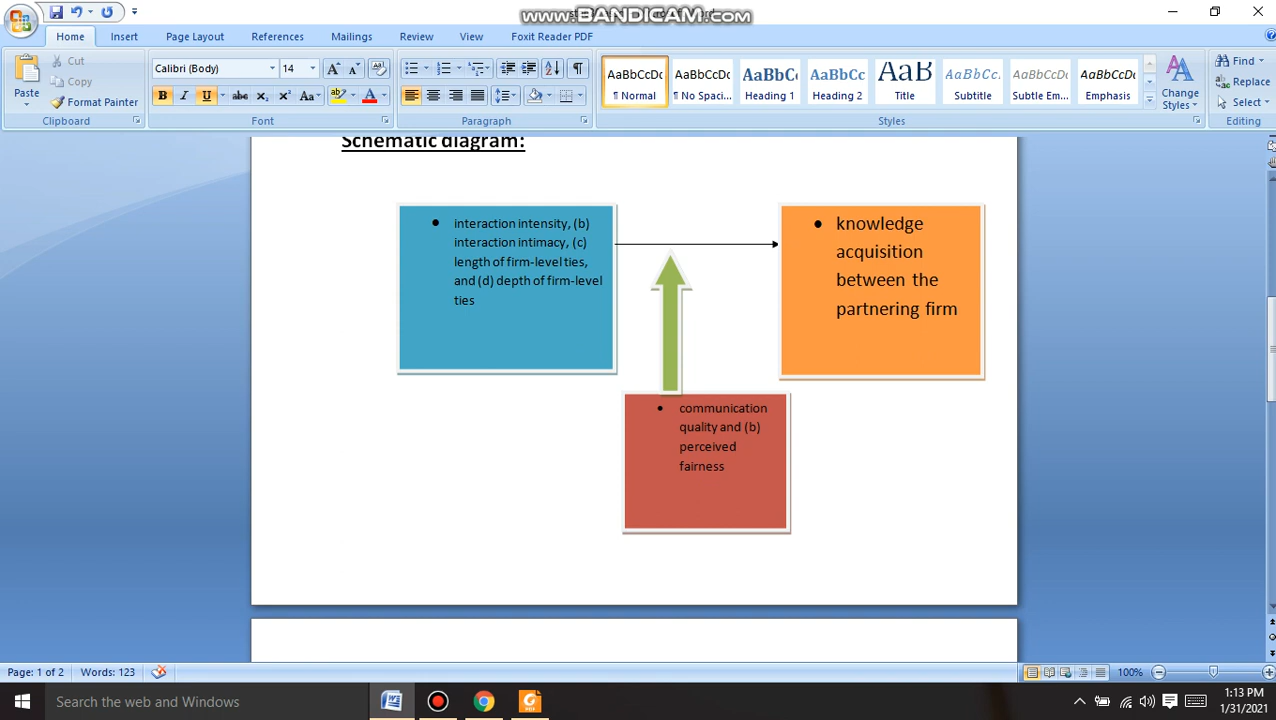 www.BANDICAM.com
Home Insert Page Layout References Mailings Review View Foxit Reader PDF
Paste
Cut
Copy
Format Painter
Clipboard
Calibri (Body) 14
B I U abc x₂ x² Aa A
Font
Paragraph
AaBbCcDc AaBbCcDc AaBbCc AaBbCc AaB AaBbCc. AaBbCcDc AaBbCcDc
¶ Normal ¶ No Spaci... Heading 1 Heading 2 Title Subtitle Subtle Em... Emphasis
Change Styles
Styles
Find
Replace
Select
Editing
Schematic diagram:
• interaction intensity, (b)
interaction intimacy, (c)
length of firm-level ties,
and (d) depth of firm-level
ties
• knowledge
acquisition
between the
partnering firm
• communication
quality and (b)
perceived
fairness
Page: 1 of 2 Words: 123 100%
Search the web and Windows
1:13 PM
1/31/2021